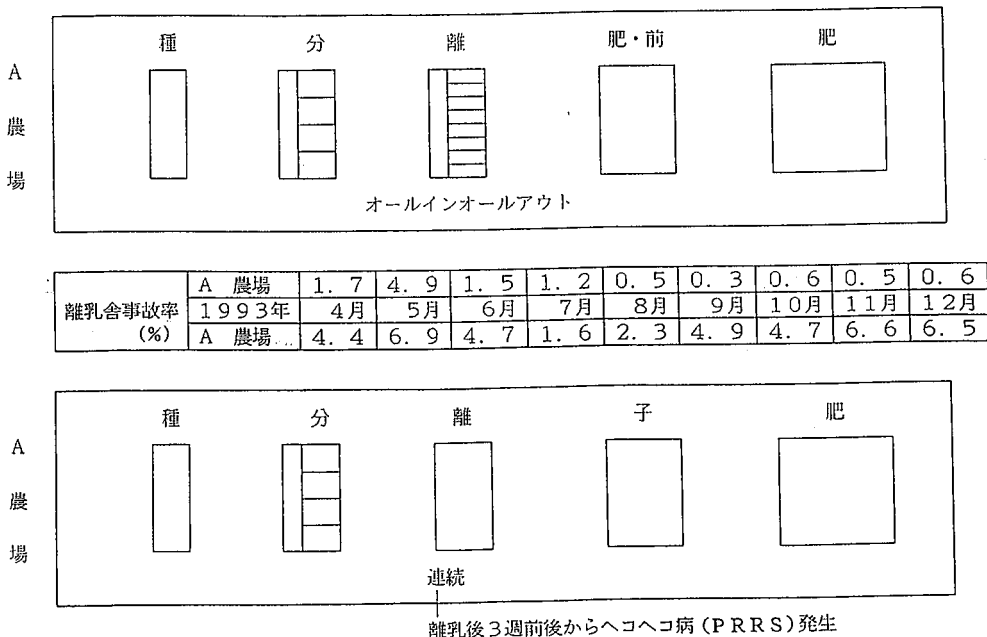 種 分 離 肥・前 肥
A農場
オールインオールアウト
離乳舎事故率(%)
A 農場 1.7 4.9 1.5 1.2 0.5 0.3 0.6 0.5 0.6
1993年 4月 5月 6月 7月 8月 9月 10月 11月 12月
A 農場 4.4 6.9 4.7 1.6 2.3 4.9 4.7 6.6 6.5
種 分 離 子 肥
A農場
連続
離乳後3週前後からヘコヘコ病(PRRS)発生